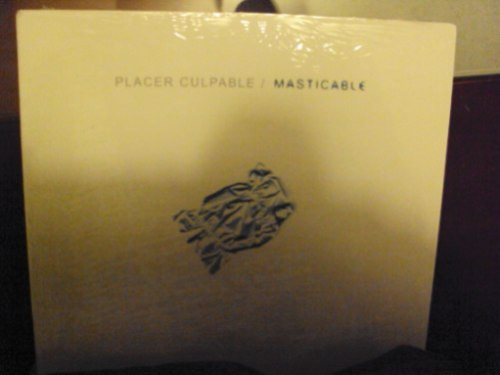 PLACER CULPABLE / MASTICABLE